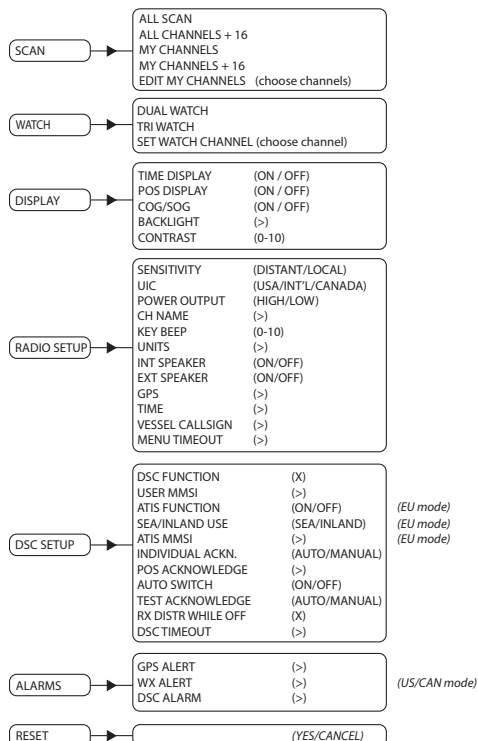 SCAN
ALL SCAN
ALL CHANNELS + 16
MY CHANNELS
MY CHANNELS + 16
EDIT MY CHANNELS (choose channels)
WATCH
DUAL WATCH
TRI WATCH
SET WATCH CHANNEL (choose channel)
DISPLAY
TIME DISPLAY (ON / OFF)
POS DISPLAY (ON / OFF)
COG/SOG (ON / OFF)
BACKLIGHT (>)
CONTRAST (0-10)
RADIO SETUP
SENSITIVITY (DISTANT/LOCAL)
UIC (USA/INT'L/CANADA)
POWER OUTPUT (HIGH/LOW)
CH NAME (>)
KEY BEEP (0-10)
UNITS (>)
INT SPEAKER (ON/OFF)
EXT SPEAKER (ON/OFF)
GPS (>)
TIME (>)
VESSEL CALLSIGN (>)
MENU TIMEOUT (>)
DSC SETUP
DSC FUNCTION (X)
USER MMSI (>)
ATIS FUNCTION (ON/OFF) (EU mode)
SEA/INLAND USE (SEA/INLAND) (EU mode)
ATIS MMSI (>) (EU mode)
INDIVIDUAL ACKN. (AUTO/MANUAL)
POS ACKNOWLEDGE (>)
AUTO SWITCH (ON/OFF)
TEST ACKNOWLEDGE (AUTO/MANUAL)
RX DISTR WHILE OFF (X)
DSC TIMEOUT (>)
ALARMS
GPS ALERT (>)
WX ALERT (>) (US/CAN mode)
DSC ALARM (>)
RESET (YES/CANCEL)